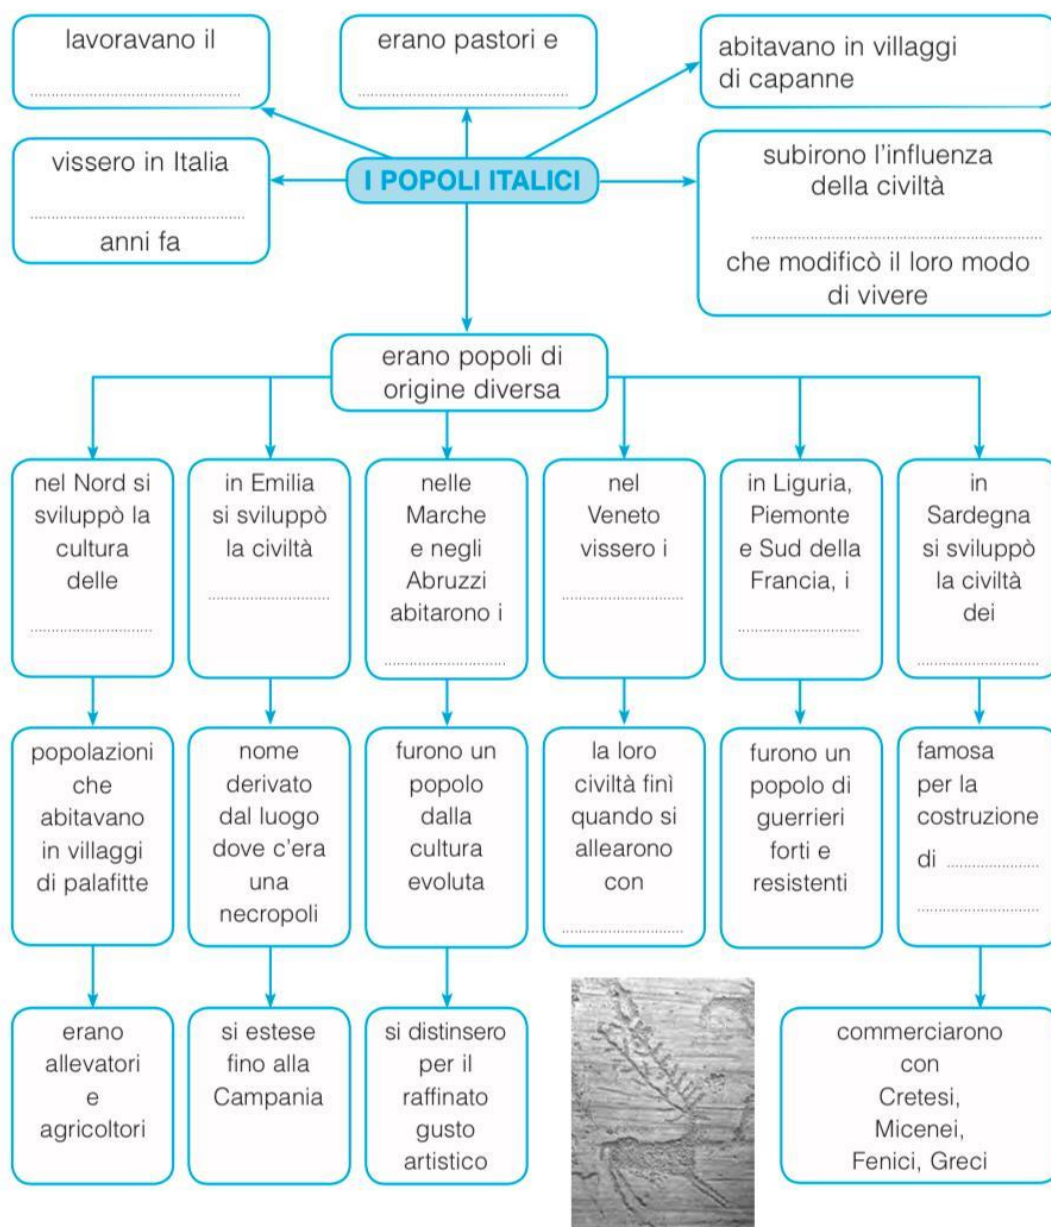 lavoravano il
........................................
erano pastori e
........................................
abitavano in villaggi
di capanne
vissero in Italia
........................................
anni fa
I POPOLI ITALICI
subirono l'influenza
della civiltà
........................................
che modificò il loro modo
di vivere
erano popoli di
origine diversa
nel Nord si
sviluppò la
cultura
delle
........................................
in Emilia
si sviluppò
la civiltà
........................................
nelle
Marche
e negli
Abruzzi
abitarono i
........................................
nel
Veneto
vissero i
........................................
in Liguria,
Piemonte
e Sud della
Francia, i
........................................
in
Sardegna
si sviluppò
la civiltà
dei
........................................
popolazioni
che
abitavano
in villaggi
di palafitte
nome
derivato
dal luogo
dove c'era
una
necropoli
furono un
popolo
dalla
cultura
evoluta
la loro
civiltà finì
quando si
allearono
con
........................................
furono un
popolo di
guerrieri
forti e
resistenti
famosa
per la
costruzione
di ....................
........................................
erano
allevatori
e
agricoltori
si estese
fino alla
Campania
si distinsero
per il
raffinato
gusto
artistico
commerciarono
con
Cretesi,
Micenei,
Fenici, Greci